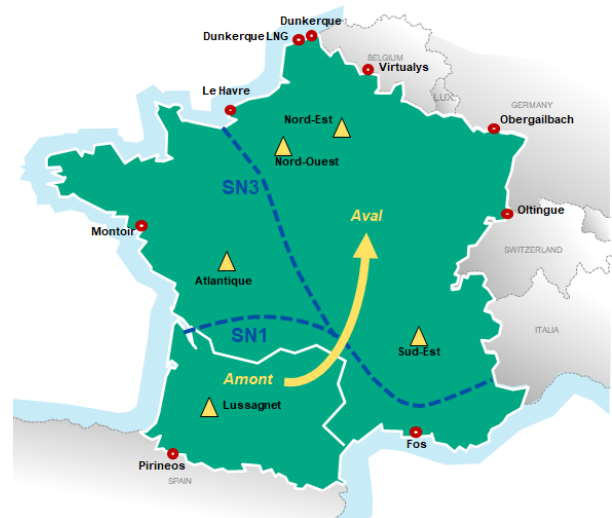 Dunkerque
Dunkerque LNG
BELGIUM
Virtualys
Le Havre
LUX.
GERMANY
Nord-Est
Obergailbach
Nord-Ouest
SN3
Aval
Oltingue
Montoir
SWITZERLAND
Atlantique
ITALIA
SN1
Sud-Est
Amont
Lussagnet
Fos
Pirineos
SPAIN